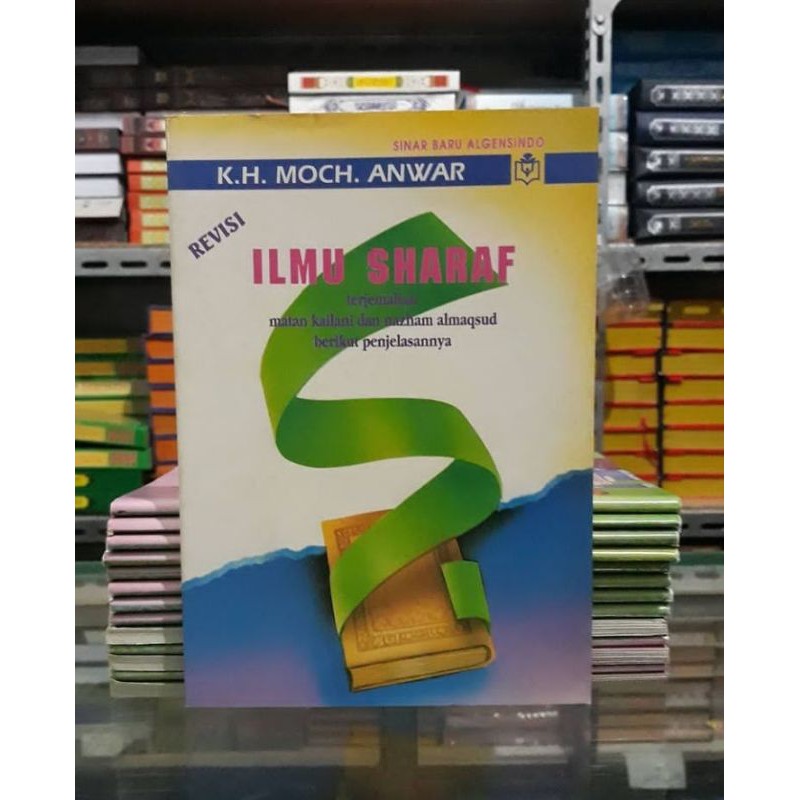 SINAR BARU ALGENSINDO
K.H. MOCH. ANWAR
REVISI
ILMU SHARAF
terjemahan
matan kailani dan nazham almaqsud
berikut penjelasannya